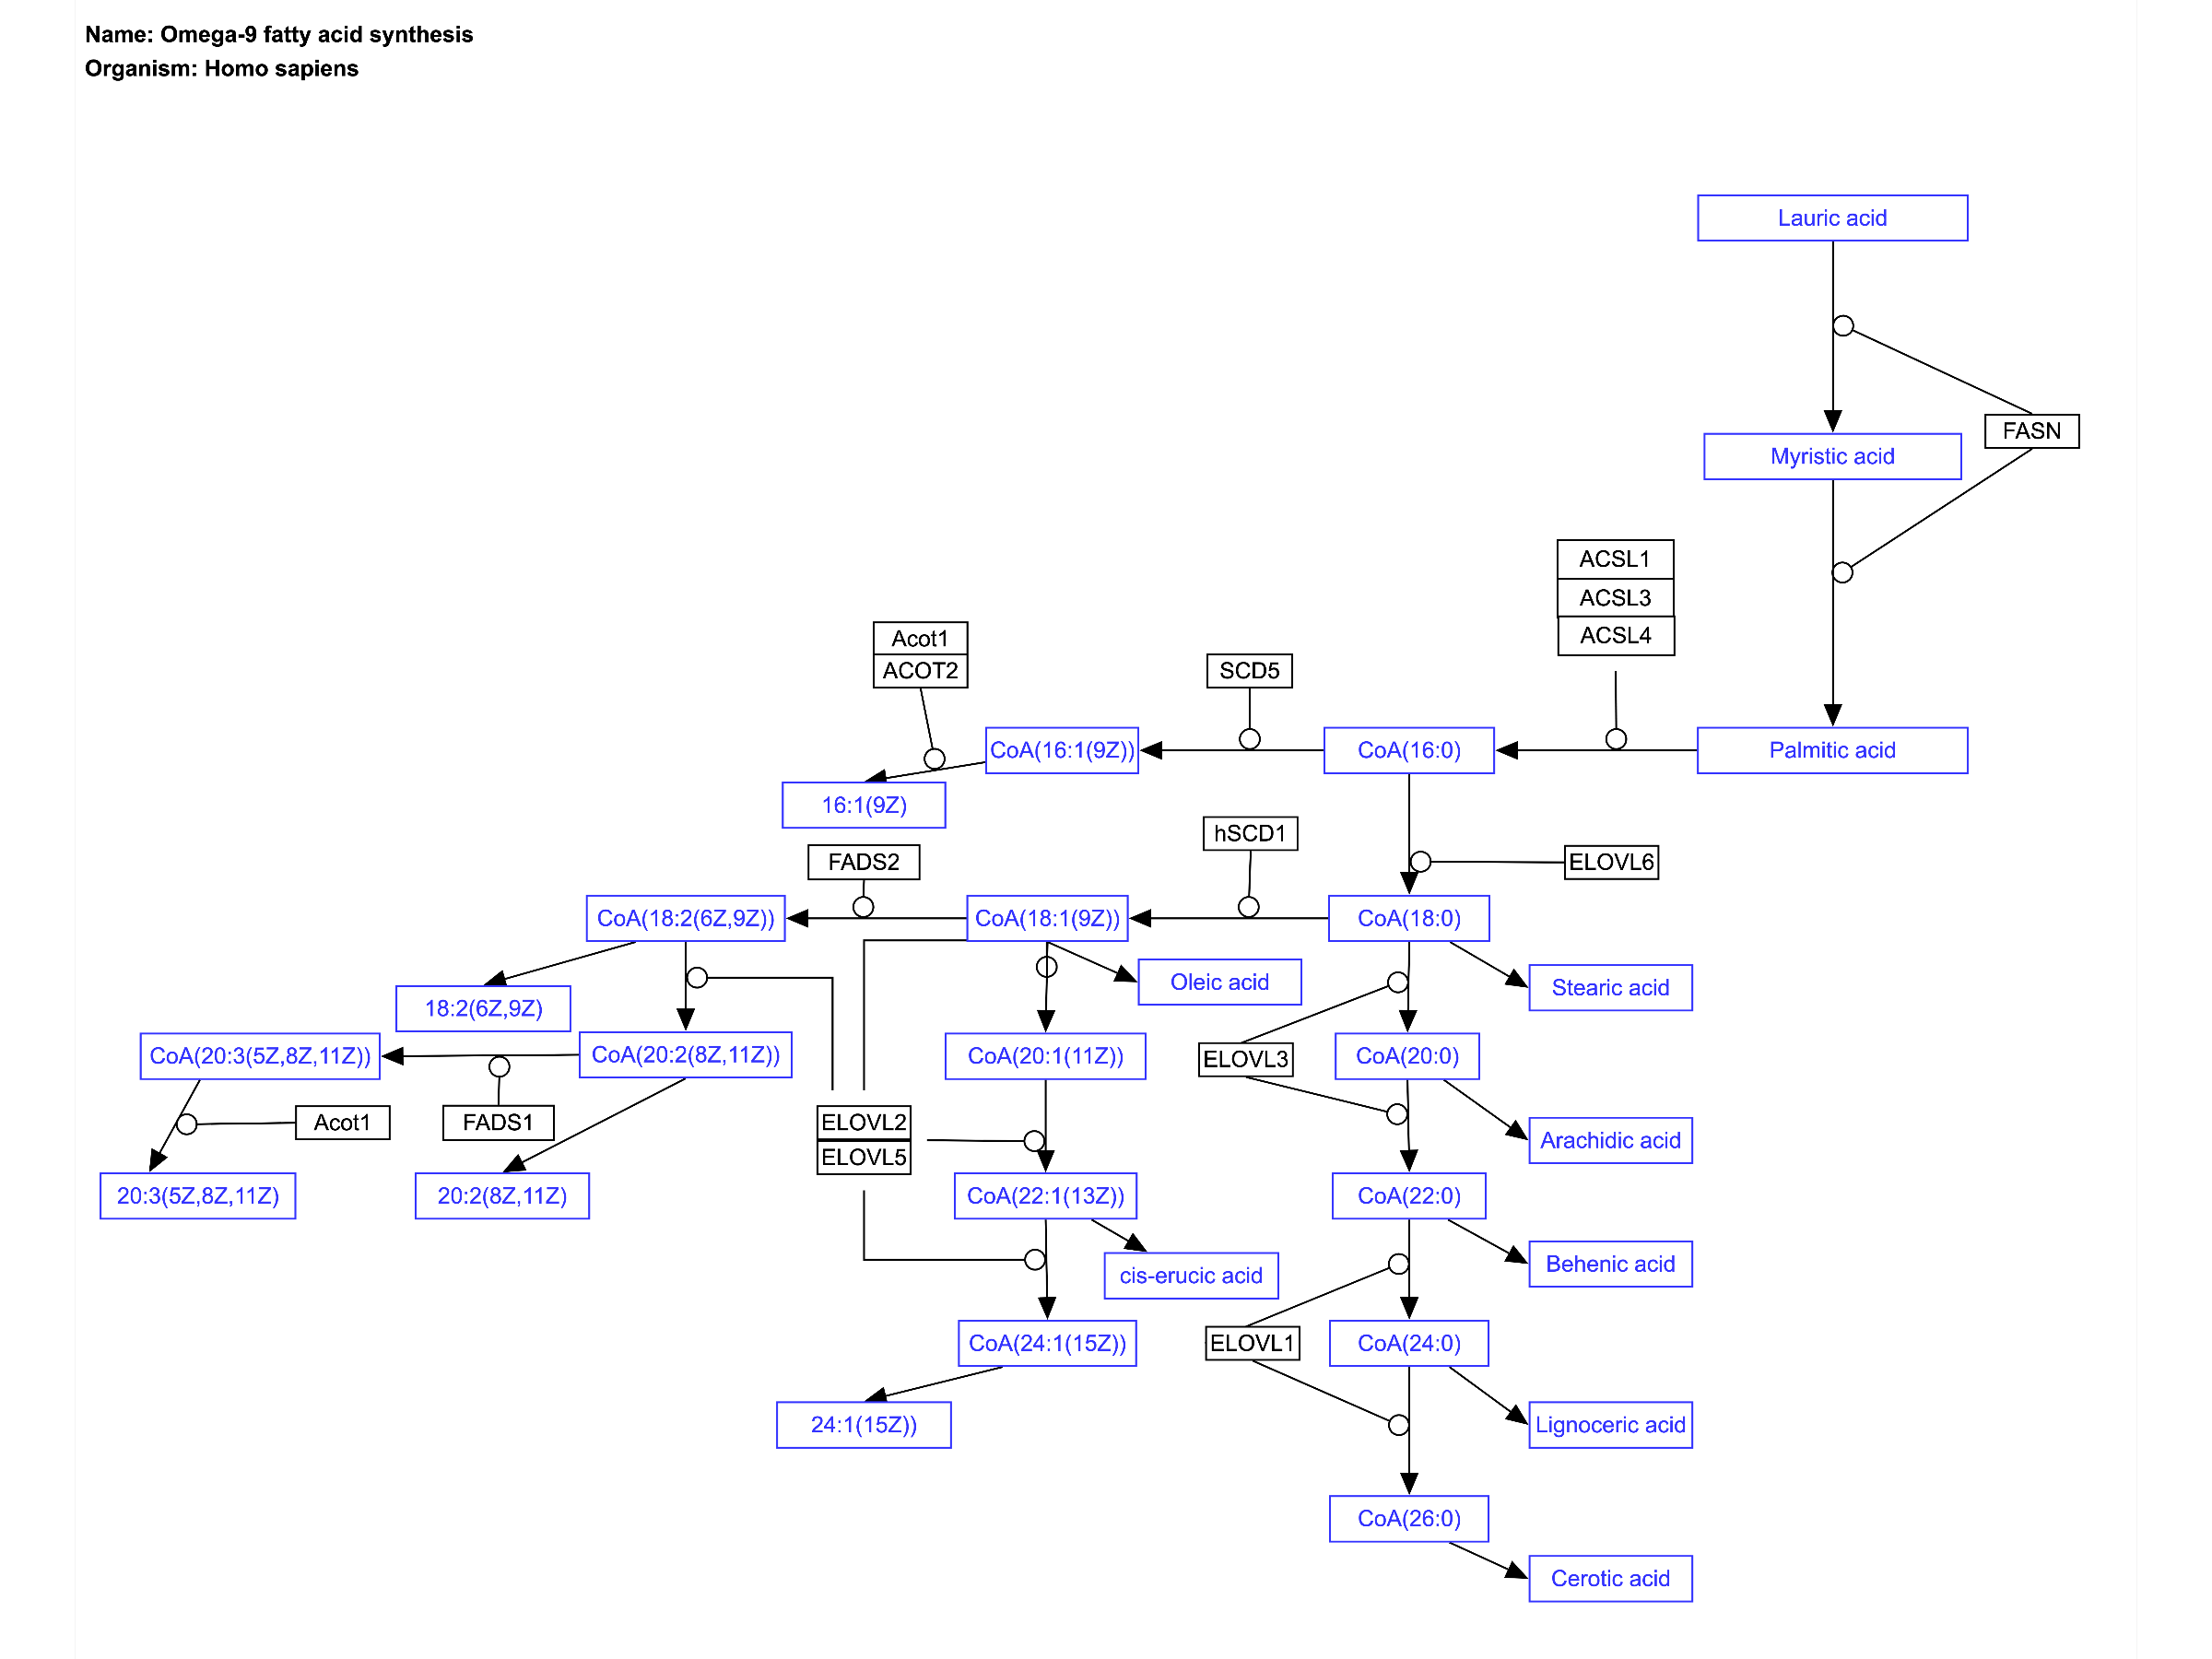 Name: Omega-9 fatty acid synthesis
Organism: Homo sapiens
Lauric acid
FASN
Myristic acid
ACSL1
ACSL3
ACSL4
Acot1
ACOT2
SCD5
CoA(16:1(9Z))
CoA(16:0)
Palmitic acid
16:1(9Z)
hSCD1
FADS2
ELOVL6
CoA(18:2(6Z,9Z))
CoA(18:1(9Z))
CoA(18:0)
Oleic acid
Stearic acid
18:2(6Z,9Z)
CoA(20:3(5Z,8Z,11Z))
CoA(20:2(8Z,11Z))
CoA(20:1(11Z))
ELOVL3
CoA(20:0)
Acot1
FADS1
ELOVL2
ELOVL5
Arachidic acid
20:3(5Z,8Z,11Z)
20:2(8Z,11Z)
CoA(22:1(13Z))
CoA(22:0)
cis-erucic acid
Behenic acid
CoA(24:1(15Z))
ELOVL1
CoA(24:0)
24:1(15Z))
Lignoceric acid
CoA(26:0)
Cerotic acid